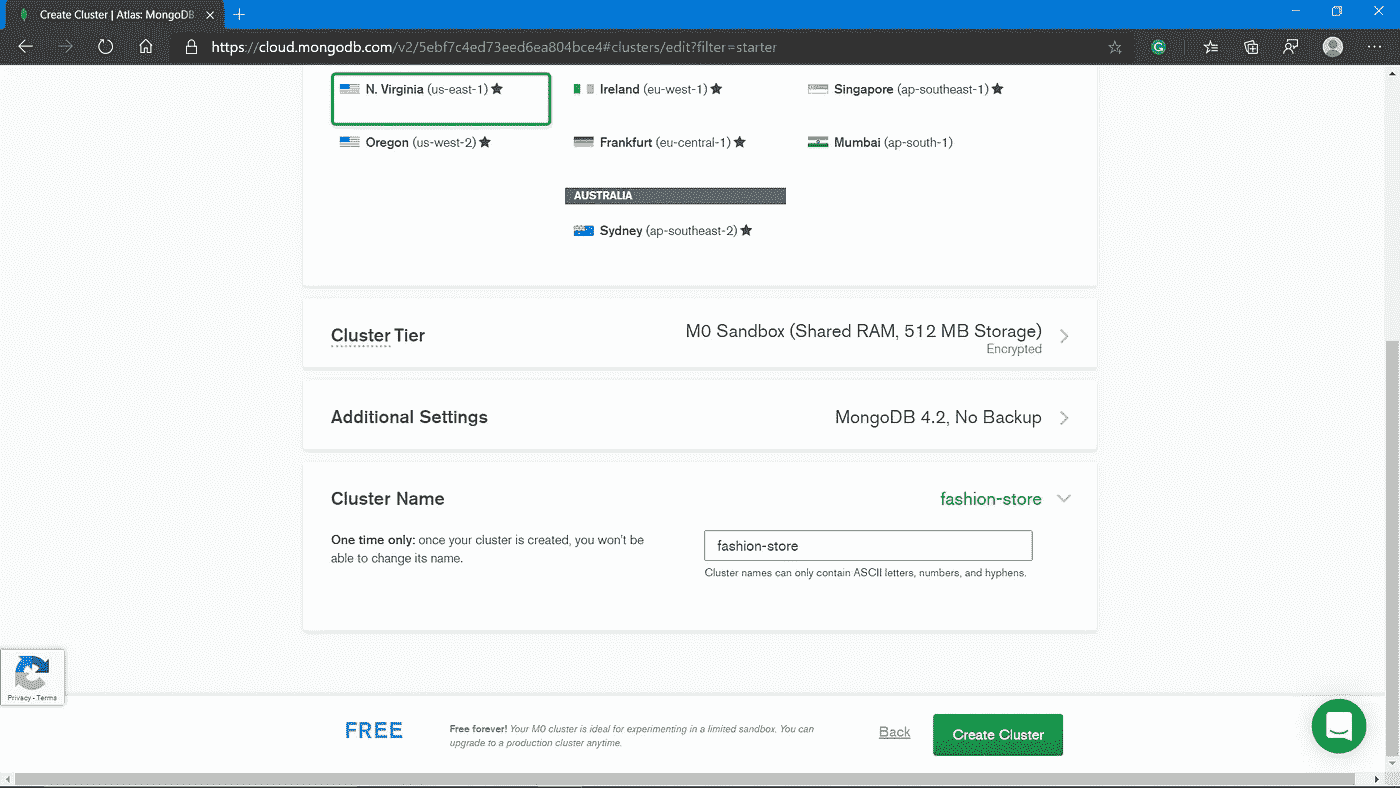 Create Cluster | Atlas: MongoDB
https://cloud.mongodb.com/v2/5ebf7c4ed73eed6ea804bce4#clusters/edit?filter=starter
N. Virginia (us-east-1) ★
Ireland (eu-west-1) ★
Singapore (ap-southeast-1) ★
Oregon (us-west-2) ★
Frankfurt (eu-central-1) ★
Mumbai (ap-south-1)
AUSTRALIA
Sydney (ap-southeast-2) ★
Cluster Tier
M0 Sandbox (Shared RAM, 512 MB Storage)
Encrypted
Additional Settings
MongoDB 4.2, No Backup
Cluster Name
fashion-store
One time only: once your cluster is created, you won't be
able to change its name.
fashion-store
Cluster names can only contain ASCII letters, numbers, and hyphens.
Privacy - Terms
FREE
Free forever! Your M0 cluster is ideal for experimenting in a limited sandbox. You can
upgrade to a production cluster anytime.
Back
Create Cluster